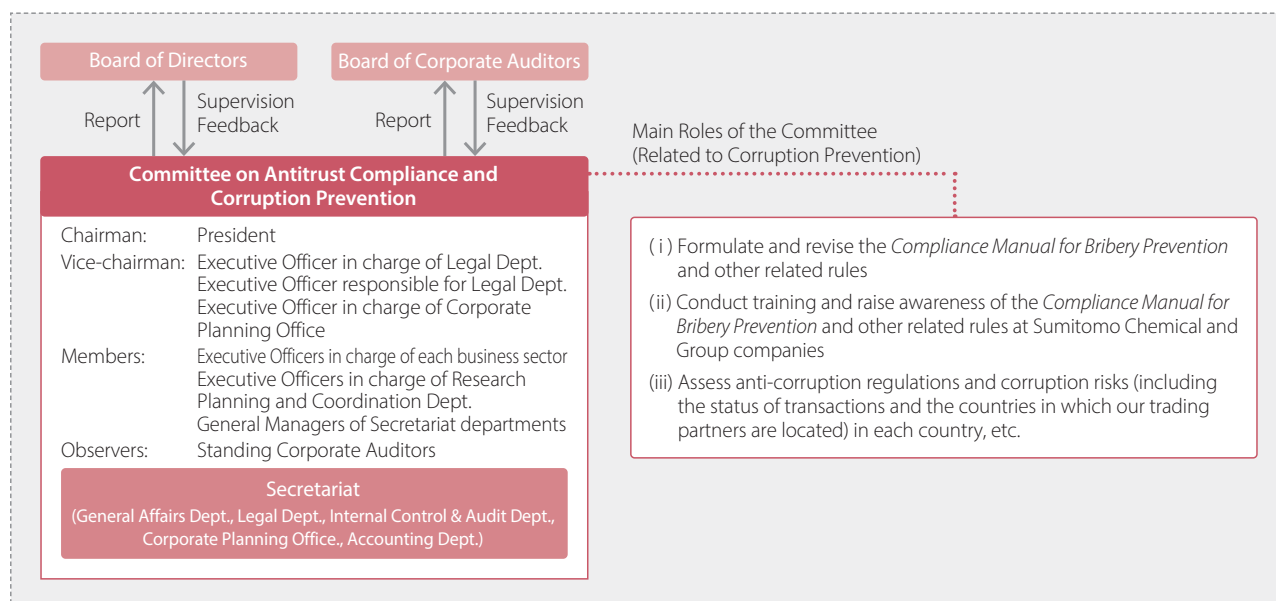 Board of Directors
Board of Corporate Auditors
Report
Supervision
Feedback
Report
Supervision
Feedback
Committee on Antitrust Compliance and
Corruption Prevention
Chairman: President
Vice-chairman: Executive Officer in charge of Legal Dept.
Executive Officer responsible for Legal Dept.
Executive Officer in charge of Corporate
Planning Office
Members: Executive Officers in charge of each business sector
Executive Officers in charge of Research
Planning and Coordination Dept.
General Managers of Secretariat departments
Observers: Standing Corporate Auditors
Secretariat
(General Affairs Dept., Legal Dept., Internal Control & Audit Dept.,
Corporate Planning Office., Accounting Dept.)
Main Roles of the Committee
(Related to Corruption Prevention)
( i ) Formulate and revise the Compliance Manual for Bribery Prevention
and other related rules
(ii) Conduct training and raise awareness of the Compliance Manual for
Bribery Prevention and other related rules at Sumitomo Chemical and
Group companies
(iii) Assess anti-corruption regulations and corruption risks (including
the status of transactions and the countries in which our trading
partners are located) in each country, etc.